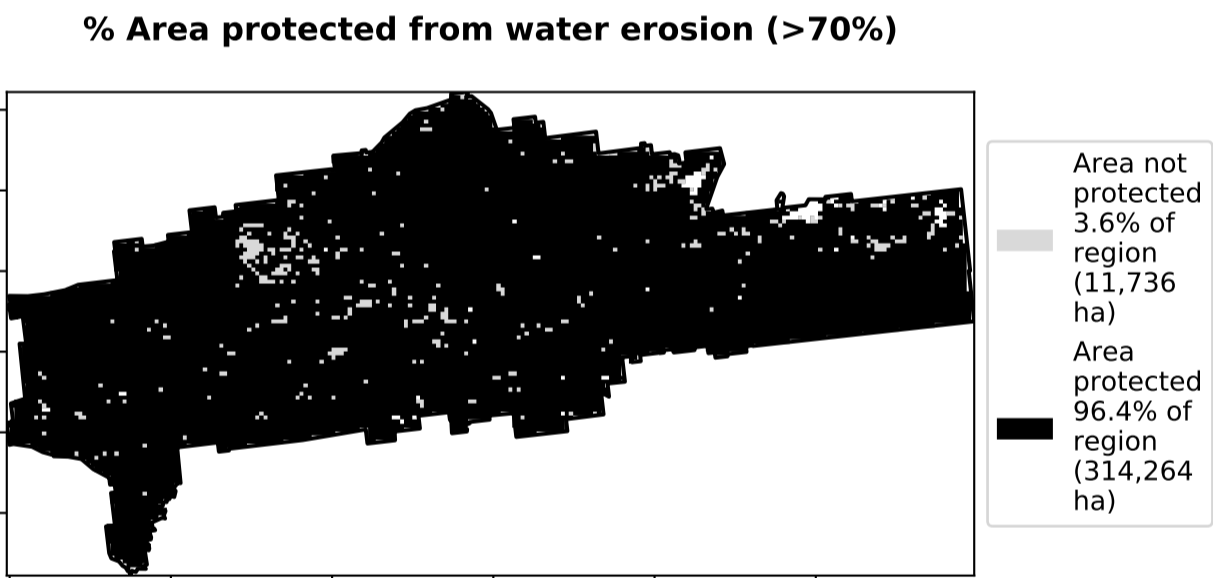 % Area protected from water erosion (>70%)
Area not
protected
3.6% of
region
(11,736
ha)
Area
protected
96.4% of
region
(314,264
ha)